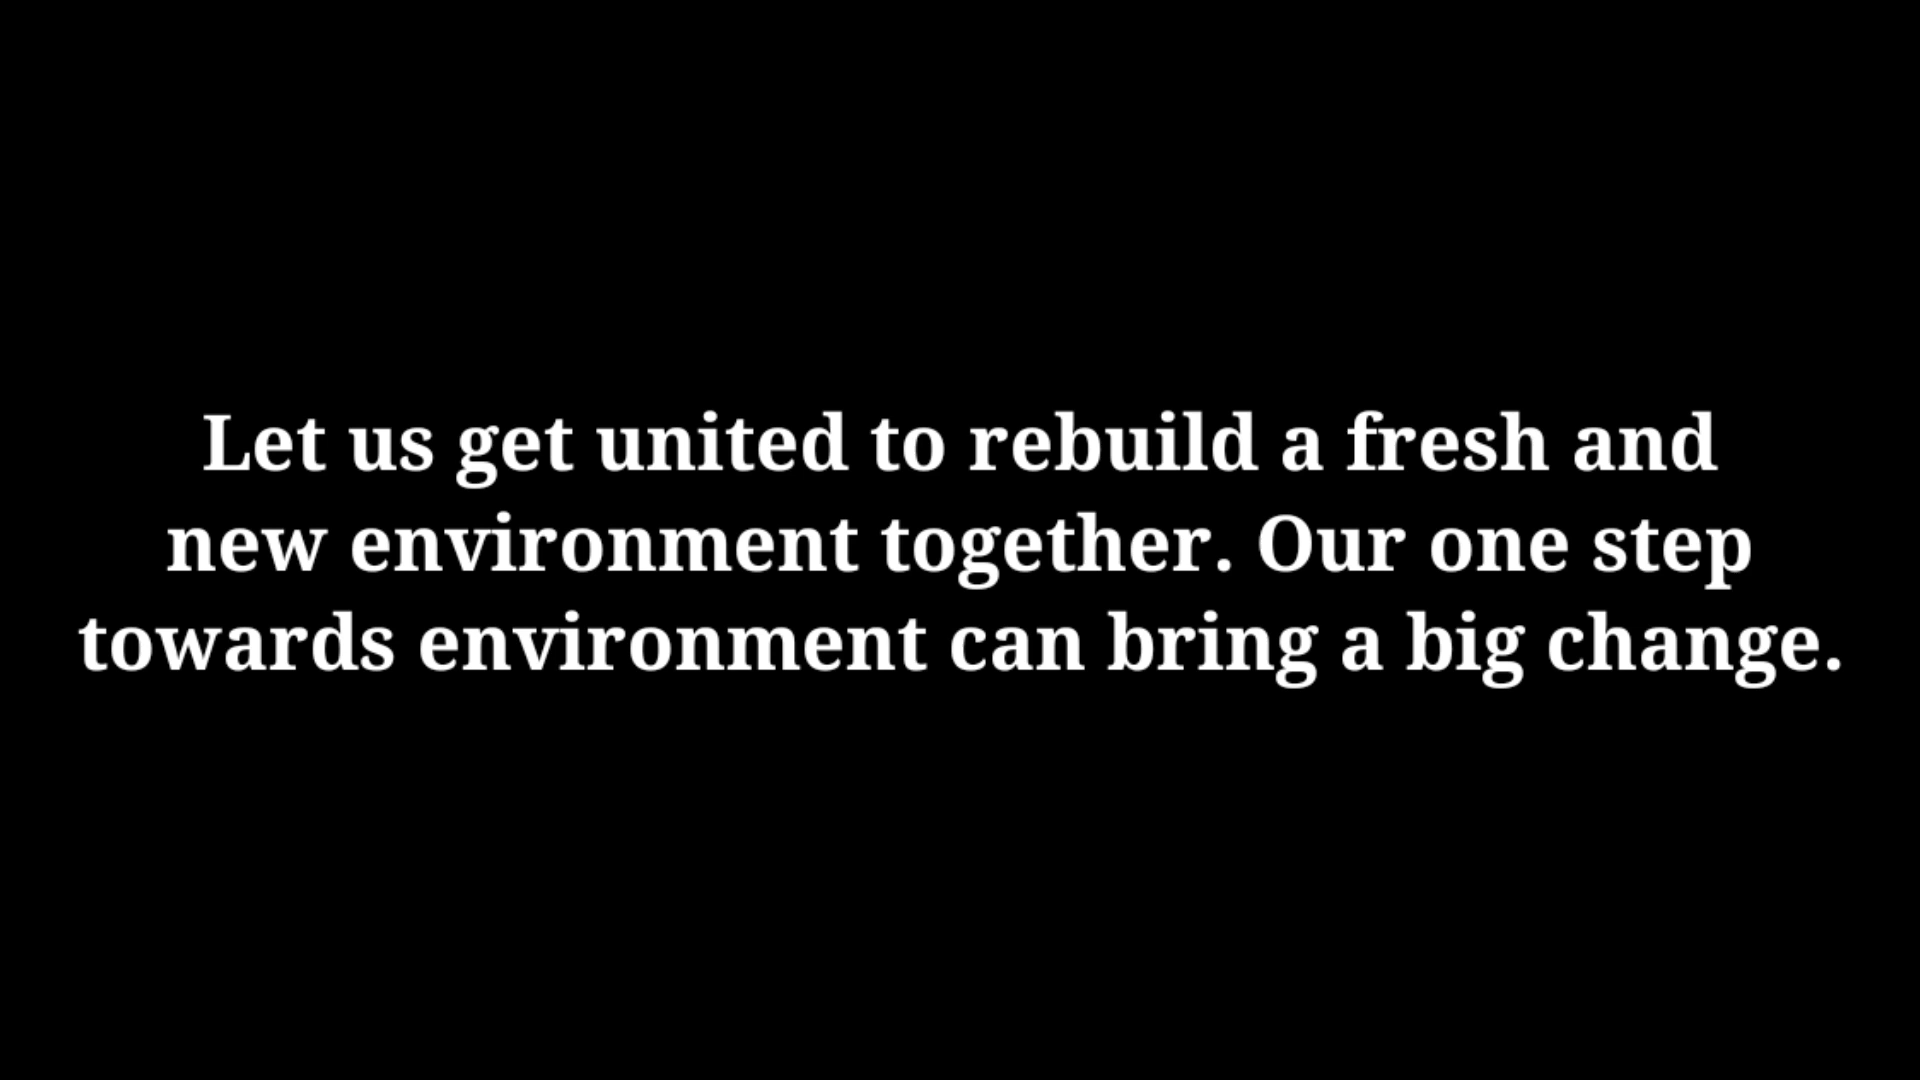 Let us get united to rebuild a fresh and
new environment together. Our one step
towards environment can bring a big change.